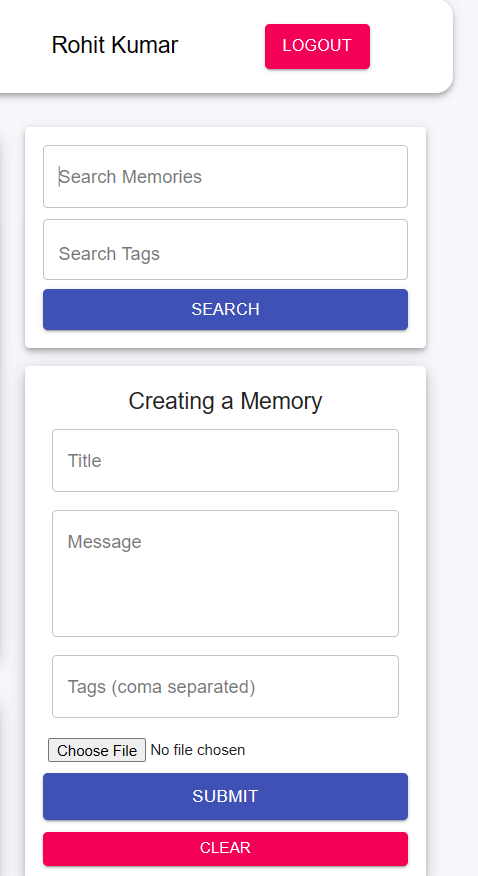 Rohit Kumar
LOGOUT
Search Memories
Search Tags
SEARCH
Creating a Memory
Title
Message
Tags (coma separated)
Choose File No file chosen
SUBMIT
CLEAR